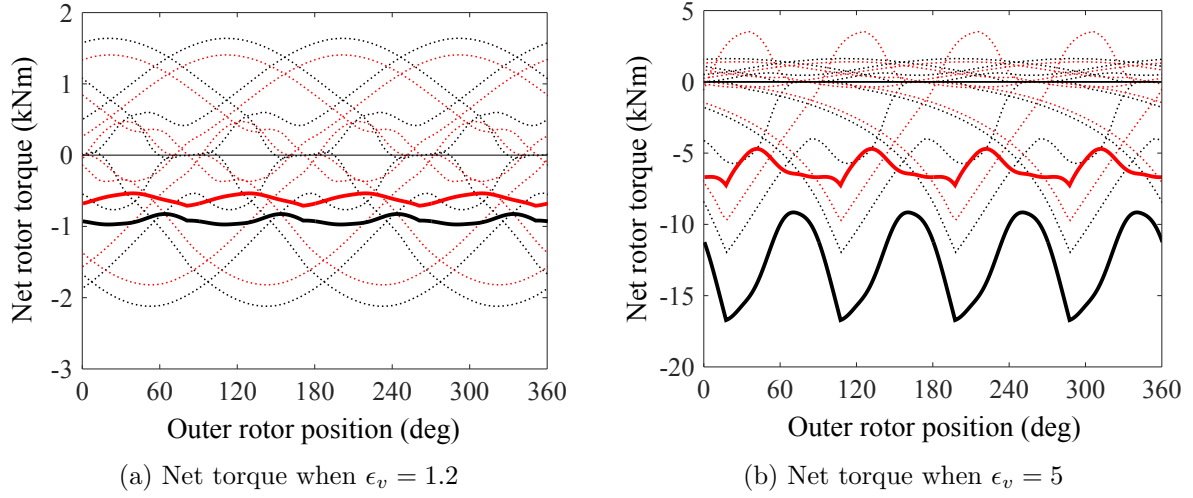 2
1
0
-1
-2
-3
Net rotor torque (kNm)
0 60 120 180 240 300 360
Outer rotor position (deg)
(a) Net torque when ϵᵥ = 1.2
5
0
-5
-10
-15
-20
Net rotor torque (kNm)
0 60 120 180 240 300 360
Outer rotor position (deg)
(b) Net torque when ϵᵥ = 5